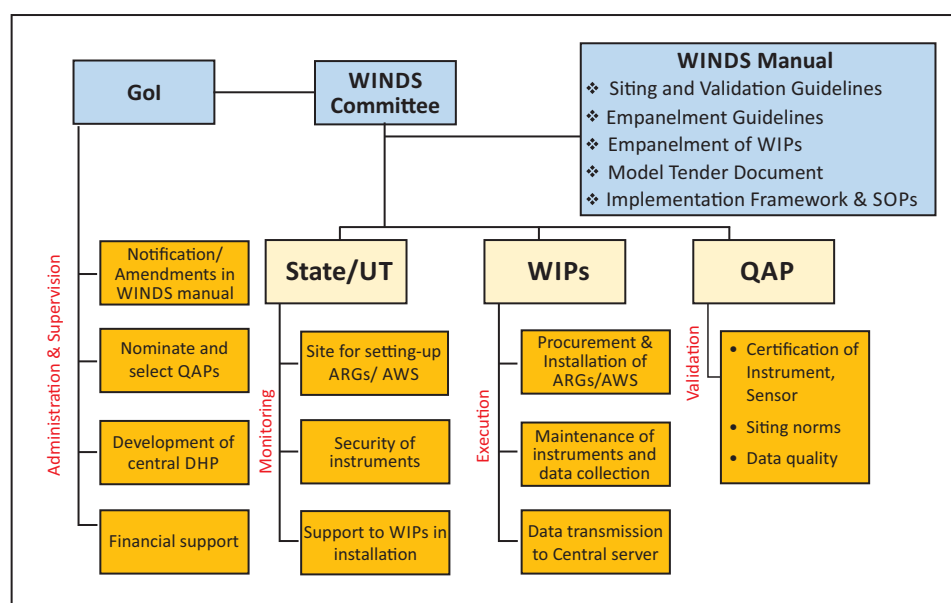 GoI
WINDS
Committee
WINDS Manual
❖ Siting and Validation Guidelines
❖ Empanelment Guidelines
❖ Empanelment of WIPs
❖ Model Tender Document
❖ Implementation Framework & SOPs
Administration & Supervision
Notification/
Amendments in
WINDS manual
Nominate and
select QAPs
Development of
central DHP
Financial support
State/UT
Monitoring
Site for setting-up
ARGs/ AWS
Security of
instruments
Support to WIPs in
installation
WIPs
Execution
Procurement &
Installation of
ARGs/AWS
Maintenance of
instruments and
data collection
Data transmission
to Central server
QAP
Validation
• Certification of
Instrument,
Sensor
• Siting norms
• Data quality